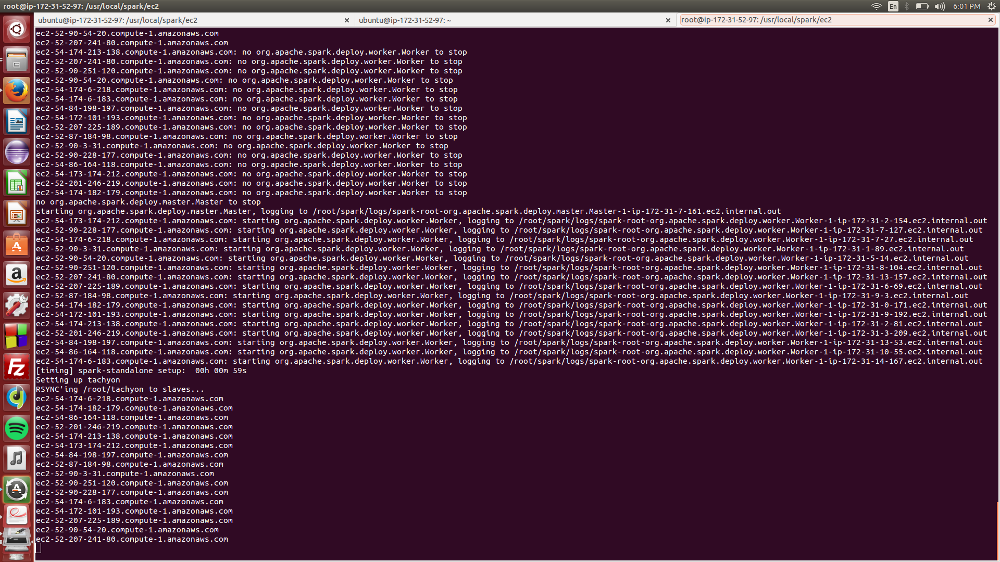 root@ip-172-31-52-97: /usr/local/spark/ec2
En
6:01 PM
ubuntu@ip-172-31-52-97: /usr/local/spark/ec2
ubuntu@ip-172-31-52-97: ~
root@ip-172-31-52-97: /usr/local/spark/ec2
ec2-52-90-54-20.compute-1.amazonaws.com
ec2-52-207-241-80.compute-1.amazonaws.com
ec2-54-174-213-138.compute-1.amazonaws.com: no org.apache.spark.deploy.worker.Worker to stop
ec2-52-207-241-80.compute-1.amazonaws.com: no org.apache.spark.deploy.worker.Worker to stop
ec2-52-90-251-120.compute-1.amazonaws.com: no org.apache.spark.deploy.worker.Worker to stop
ec2-52-90-54-20.compute-1.amazonaws.com: no org.apache.spark.deploy.worker.Worker to stop
ec2-54-174-6-218.compute-1.amazonaws.com: no org.apache.spark.deploy.worker.Worker to stop
ec2-54-174-6-183.compute-1.amazonaws.com: no org.apache.spark.deploy.worker.Worker to stop
ec2-54-84-198-197.compute-1.amazonaws.com: no org.apache.spark.deploy.worker.Worker to stop
ec2-54-172-101-193.compute-1.amazonaws.com: no org.apache.spark.deploy.worker.Worker to stop
ec2-52-207-225-189.compute-1.amazonaws.com: no org.apache.spark.deploy.worker.Worker to stop
ec2-52-87-184-98.compute-1.amazonaws.com: no org.apache.spark.deploy.worker.Worker to stop
ec2-52-90-3-31.compute-1.amazonaws.com: no org.apache.spark.deploy.worker.Worker to stop
ec2-52-90-228-177.compute-1.amazonaws.com: no org.apache.spark.deploy.worker.Worker to stop
ec2-54-86-164-118.compute-1.amazonaws.com: no org.apache.spark.deploy.worker.Worker to stop
ec2-54-173-174-212.compute-1.amazonaws.com: no org.apache.spark.deploy.worker.Worker to stop
ec2-52-201-246-219.compute-1.amazonaws.com: no org.apache.spark.deploy.worker.Worker to stop
ec2-54-174-182-179.compute-1.amazonaws.com: no org.apache.spark.deploy.worker.Worker to stop
no org.apache.spark.deploy.master.Master to stop
starting org.apache.spark.deploy.master.Master, logging to /root/spark/logs/spark-root-org.apache.spark.deploy.master.Master-1-ip-172-31-7-161.ec2.internal.out
ec2-54-173-174-212.compute-1.amazonaws.com: starting org.apache.spark.deploy.worker.Worker, logging to /root/spark/logs/spark-root-org.apache.spark.deploy.worker.Worker-1-ip-172-31-2-154.ec2.internal.out
ec2-52-90-228-177.compute-1.amazonaws.com: starting org.apache.spark.deploy.worker.Worker, logging to /root/spark/logs/spark-root-org.apache.spark.deploy.worker.Worker-1-ip-172-31-7-127.ec2.internal.out
ec2-54-174-6-218.compute-1.amazonaws.com: starting org.apache.spark.deploy.worker.Worker, logging to /root/spark/logs/spark-root-org.apache.spark.deploy.worker.Worker-1-ip-172-31-7-27.ec2.internal.out
ec2-52-90-3-31.compute-1.amazonaws.com: starting org.apache.spark.deploy.worker.Worker, logging to /root/spark/logs/spark-root-org.apache.spark.deploy.worker.Worker-1-ip-172-31-1-89.ec2.internal.out
ec2-52-90-54-20.compute-1.amazonaws.com: starting org.apache.spark.deploy.worker.Worker, logging to /root/spark/logs/spark-root-org.apache.spark.deploy.worker.Worker-1-ip-172-31-5-14.ec2.internal.out
ec2-52-90-251-120.compute-1.amazonaws.com: starting org.apache.spark.deploy.worker.Worker, logging to /root/spark/logs/spark-root-org.apache.spark.deploy.worker.Worker-1-ip-172-31-8-104.ec2.internal.out
ec2-52-207-241-80.compute-1.amazonaws.com: starting org.apache.spark.deploy.worker.Worker, logging to /root/spark/logs/spark-root-org.apache.spark.deploy.worker.Worker-1-ip-172-31-13-157.ec2.internal.out
ec2-52-207-225-189.compute-1.amazonaws.com: starting org.apache.spark.deploy.worker.Worker, logging to /root/spark/logs/spark-root-org.apache.spark.deploy.worker.Worker-1-ip-172-31-6-69.ec2.internal.out
ec2-52-87-184-98.compute-1.amazonaws.com: starting org.apache.spark.deploy.worker.Worker, logging to /root/spark/logs/spark-root-org.apache.spark.deploy.worker.Worker-1-ip-172-31-9-3.ec2.internal.out
ec2-54-174-182-179.compute-1.amazonaws.com: starting org.apache.spark.deploy.worker.Worker, logging to /root/spark/logs/spark-root-org.apache.spark.deploy.worker.Worker-1-ip-172-31-0-171.ec2.internal.out
ec2-54-172-101-193.compute-1.amazonaws.com: starting org.apache.spark.deploy.worker.Worker, logging to /root/spark/logs/spark-root-org.apache.spark.deploy.worker.Worker-1-ip-172-31-9-192.ec2.internal.out
ec2-54-174-213-138.compute-1.amazonaws.com: starting org.apache.spark.deploy.worker.Worker, logging to /root/spark/logs/spark-root-org.apache.spark.deploy.worker.Worker-1-ip-172-31-2-81.ec2.internal.out
ec2-52-201-246-219.compute-1.amazonaws.com: starting org.apache.spark.deploy.worker.Worker, logging to /root/spark/logs/spark-root-org.apache.spark.deploy.worker.Worker-1-ip-172-31-3-209.ec2.internal.out
ec2-54-84-198-197.compute-1.amazonaws.com: starting org.apache.spark.deploy.worker.Worker, logging to /root/spark/logs/spark-root-org.apache.spark.deploy.worker.Worker-1-ip-172-31-13-53.ec2.internal.out
ec2-54-86-164-118.compute-1.amazonaws.com: starting org.apache.spark.deploy.worker.Worker, logging to /root/spark/logs/spark-root-org.apache.spark.deploy.worker.Worker-1-ip-172-31-10-55.ec2.internal.out
ec2-54-174-6-183.compute-1.amazonaws.com: starting org.apache.spark.deploy.worker.Worker, logging to /root/spark/logs/spark-root-org.apache.spark.deploy.worker.Worker-1-ip-172-31-14-167.ec2.internal.out
[timing] spark-standalone setup:  00h 00m 59s
Setting up tachyon
RSYNC'ing /root/tachyon to slaves...
ec2-54-174-6-218.compute-1.amazonaws.com
ec2-54-174-182-179.compute-1.amazonaws.com
ec2-54-86-164-118.compute-1.amazonaws.com
ec2-52-201-246-219.compute-1.amazonaws.com
ec2-54-174-213-138.compute-1.amazonaws.com
ec2-54-173-174-212.compute-1.amazonaws.com
ec2-54-84-198-197.compute-1.amazonaws.com
ec2-52-87-184-98.compute-1.amazonaws.com
ec2-52-90-3-31.compute-1.amazonaws.com
ec2-52-90-251-120.compute-1.amazonaws.com
ec2-52-90-228-177.compute-1.amazonaws.com
ec2-54-174-6-183.compute-1.amazonaws.com
ec2-54-172-101-193.compute-1.amazonaws.com
ec2-52-207-225-189.compute-1.amazonaws.com
ec2-52-90-54-20.compute-1.amazonaws.com
ec2-52-207-241-80.compute-1.amazonaws.com